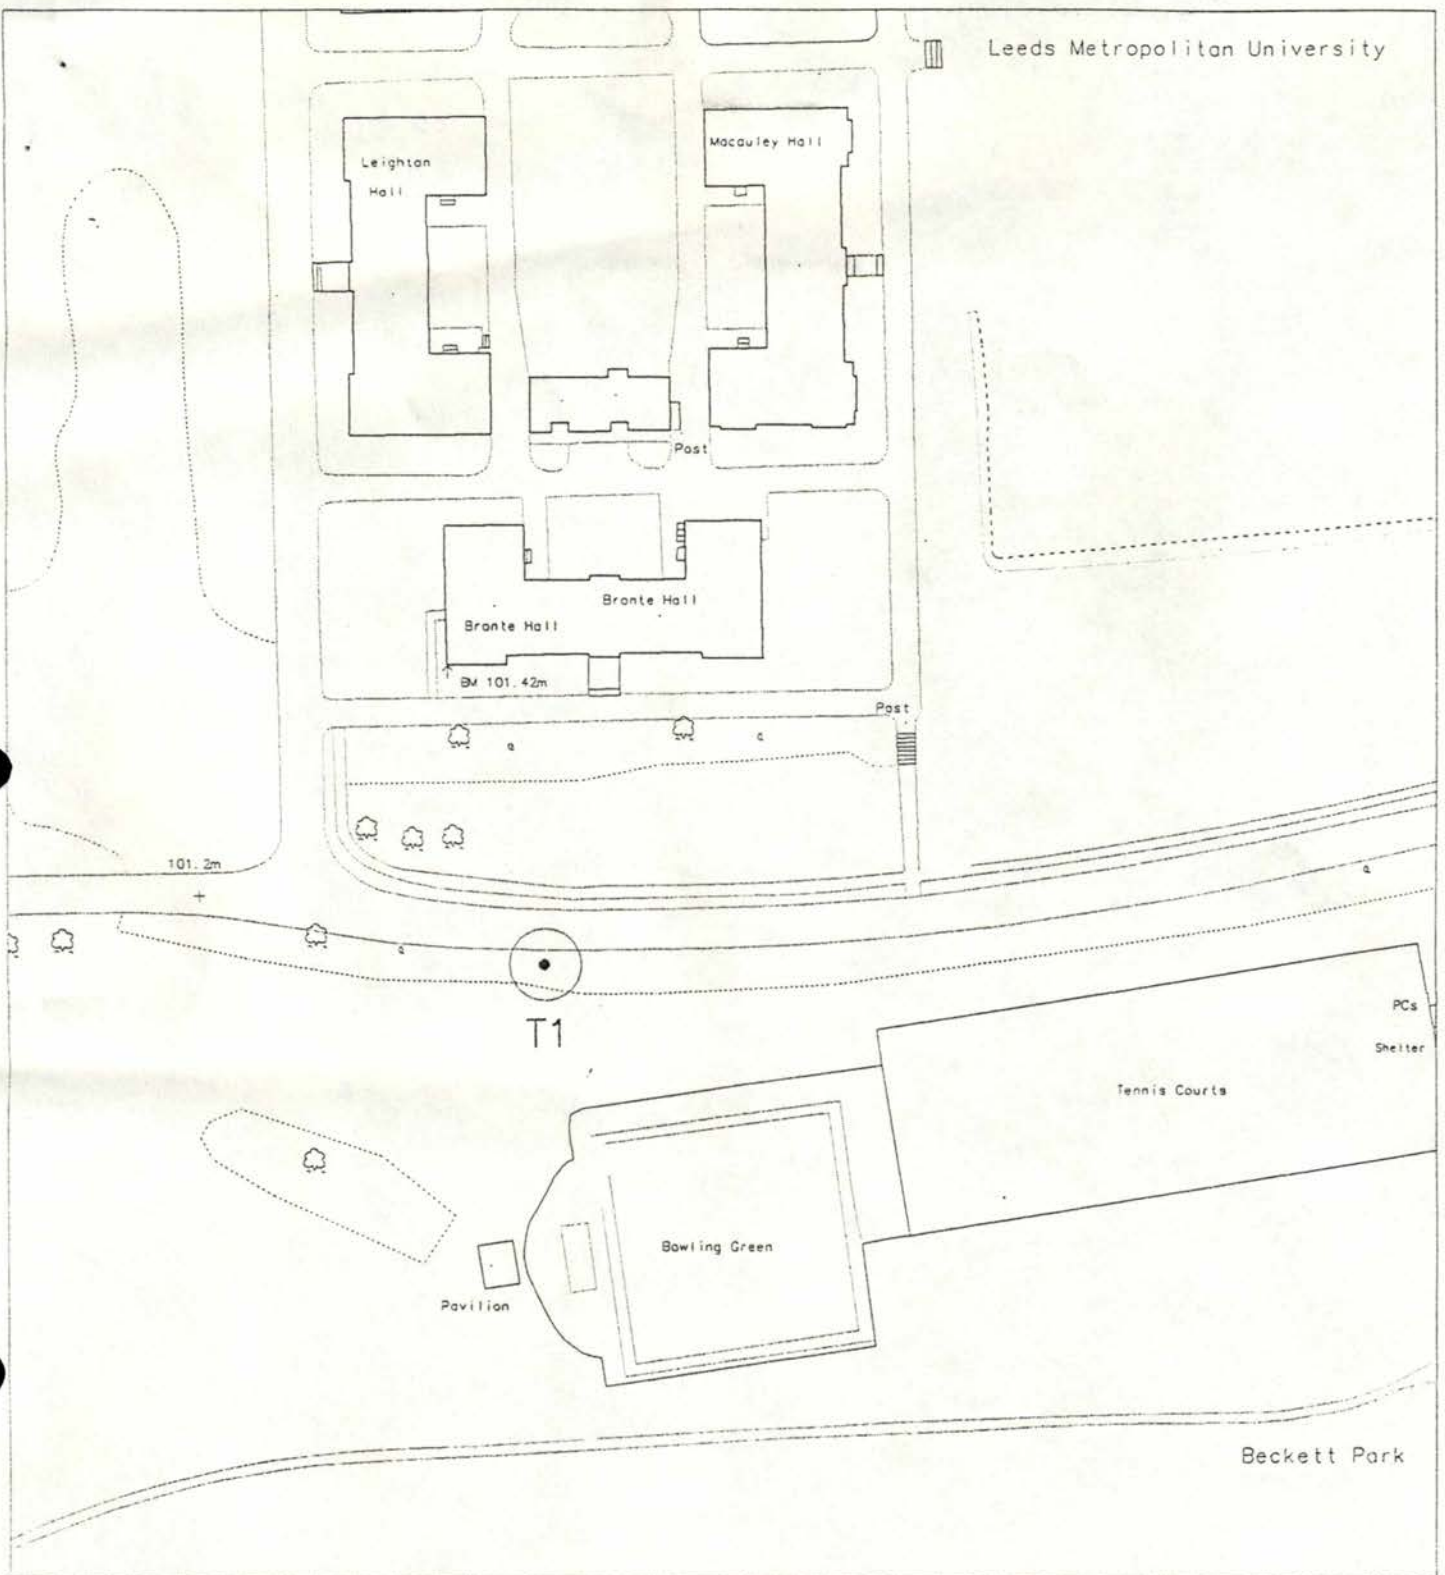 Leeds Metropolitan University
Leighton
Hall
Macauley Hall
Post
Bronte Hall
Bronte Hall
BM 101.42m
Post
101.2m
T1
PCs
Shelter
Tennis Courts
Bowling Green
Pavilion
Beckett Park